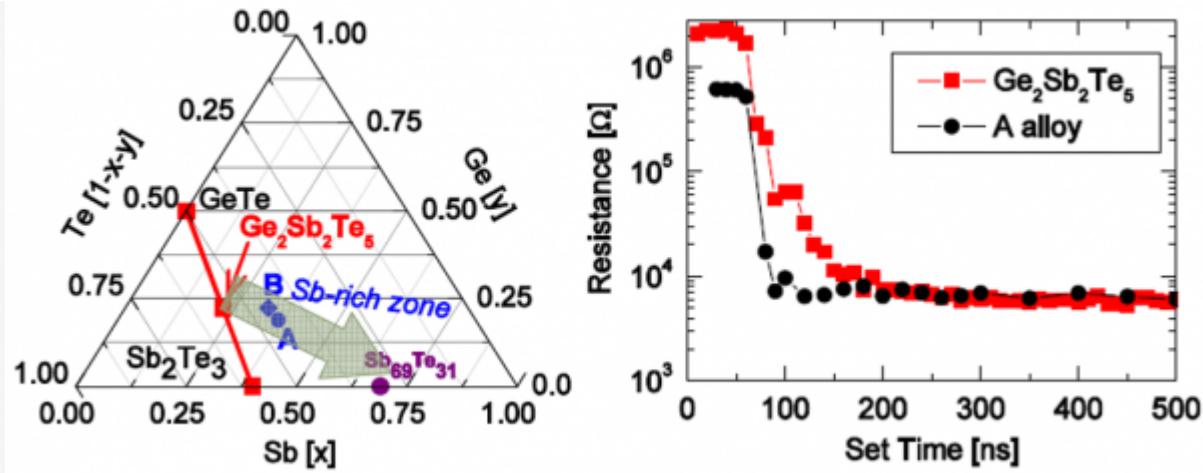 0.00 1.00
0.25 0.75
Te [1-x-y] Ge [y]
0.50 GeTe 0.50
Ge2Sb2Te5
0.75 B Sb-rich zone 0.25
A
Sb2Te3 Sb69Te31
1.00 0.0
0.00 0.25 0.50 0.75 1.00
Sb [x]
Resistance [Ω]
10^6
10^5
10^4
10^3
Ge2Sb2Te5
A alloy
0 100 200 300 400 500
Set Time [ns]